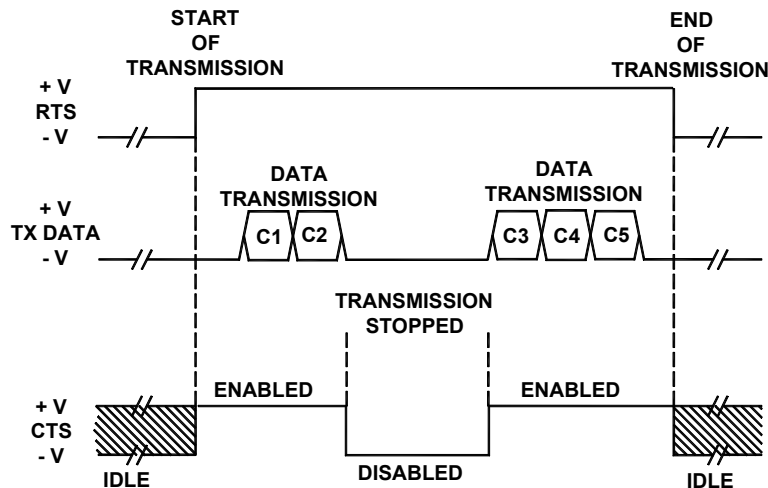 START
OF
TRANSMISSION
END
OF
TRANSMISSION
+ V
RTS
- V
DATA
TRANSMISSION
DATA
TRANSMISSION
+ V
TX DATA
- V
C1
C2
C3
C4
C5
TRANSMISSION
STOPPED
ENABLED
ENABLED
+ V
CTS
- V
IDLE
DISABLED
IDLE